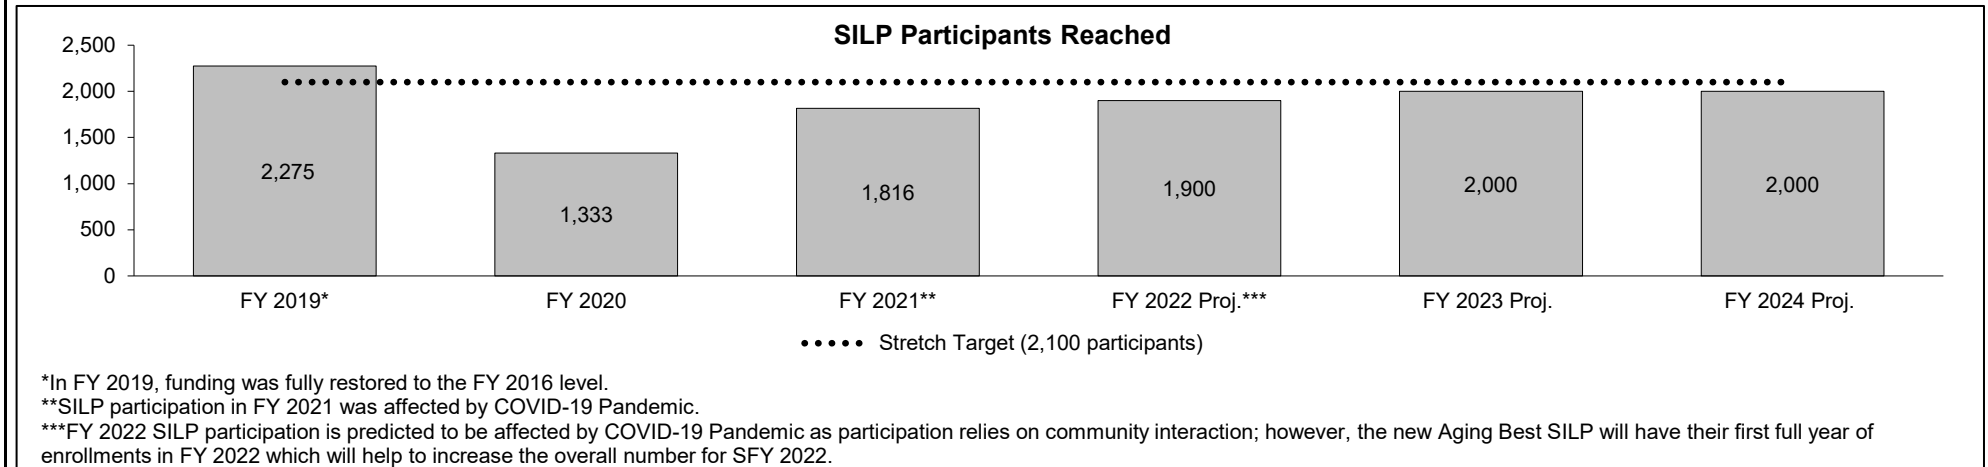 SILP Participants Reached
2,500
2,000
1,500
1,000
500
0
2,275
1,333
1,816
1,900
2,000
2,000
FY 2019*
FY 2020
FY 2021**
FY 2022 Proj.***
FY 2023 Proj.
FY 2024 Proj.
Stretch Target (2,100 participants)
*In FY 2019, funding was fully restored to the FY 2016 level.
**SILP participation in FY 2021 was affected by COVID-19 Pandemic.
***FY 2022 SILP participation is predicted to be affected by COVID-19 Pandemic as participation relies on community interaction; however, the new Aging Best SILP will have their first full year of
enrollments in FY 2022 which will help to increase the overall number for SFY 2022.